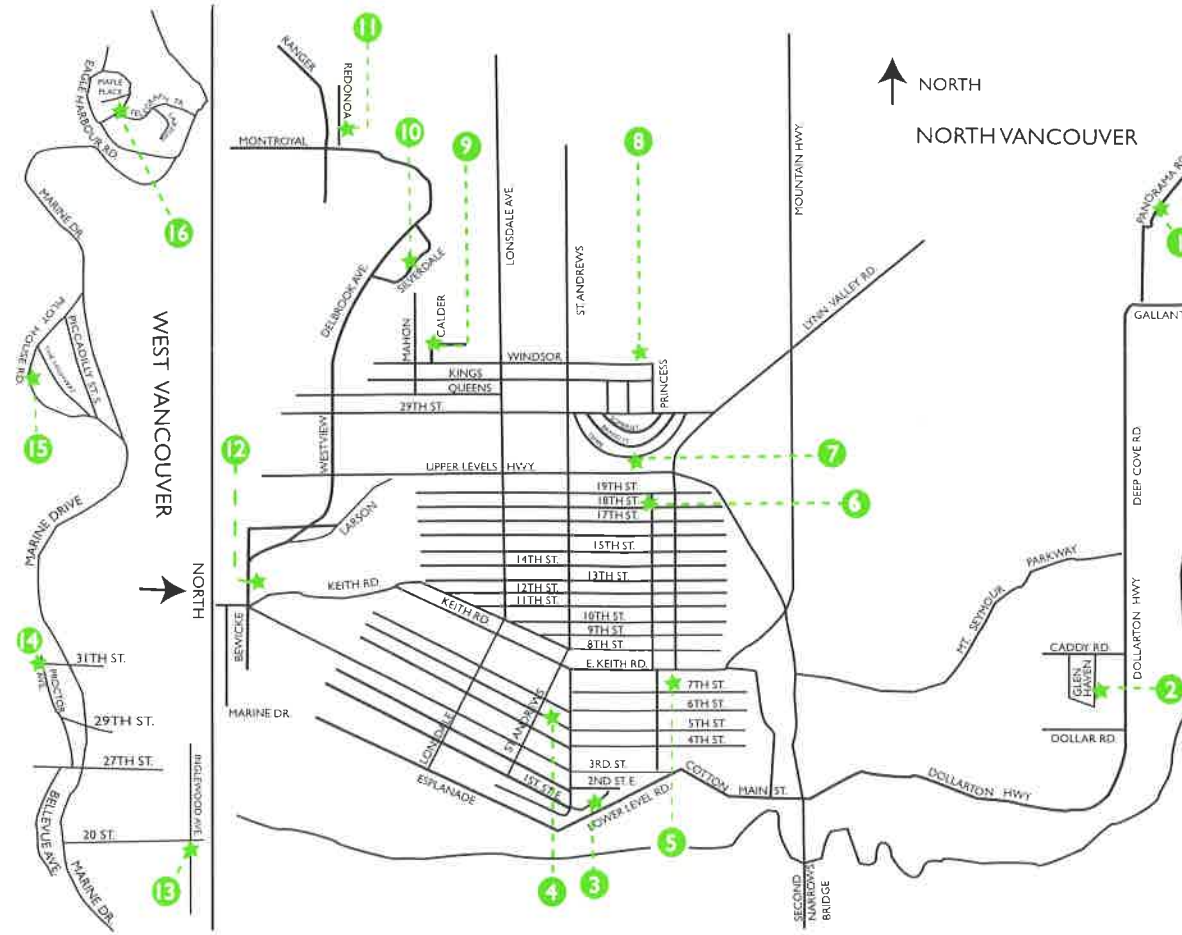 NORTH
NORTH VANCOUVER
WEST VANCOUVER
NORTH
EAGLE HARBOUR RD.
MAPLE PLACE
TELEGRAPH TR.
16
MARINE DR.
PILOT HOUSE RD.
PICCADILLY ST. S.
15
MARINE DRIVE
14
31TH ST.
PROCTOR AVE.
29TH ST.
27TH ST.
INGLEWOOD AVE.
BELLEVUE AVE.
20 ST.
13
MARINE DR.
RANGER
REDONOA
11
MONTROYAL
10
9
8
SILVERDALE
DELBROOK AVE.
MAHON
CALDER
LONSDALE AVE.
ST. ANDREWS
MOUNTAIN HWY
LYNN VALLEY RD.
PANORAMA RD
1
GALLANT
WINDSOR
KINGS
QUEENS
PRINCESS
29TH ST.
WESTVIEW
7
12
UPPER LEVELS HWY.
19TH ST.
18TH ST.
17TH ST.
6
LARSON
15TH ST.
14TH ST.
13TH ST.
12TH ST.
11TH ST.
KEITH RD.
KEITH RD
10TH ST.
9TH ST.
8TH ST
E. KEITH RD.
BEWICKE
MARINE DR.
7TH ST.
6TH ST.
5TH ST.
4TH ST.
3RD. ST.
2ND ST. E
1ST ST. E
LONSDALE
ST. ANDREWS
ESPLANADE
LOWER LEVEL RD.
COTTON
MAIN ST.
5
4
3
SECOND NARROWS BRIDGE
DOLLARTON HWY
MT. SEYMOUR PARKWAY
DEEP COVE RD.
DOLLARTON HWY
CADDY RD
GLEN HAVEN
2
DOLLAR RD.